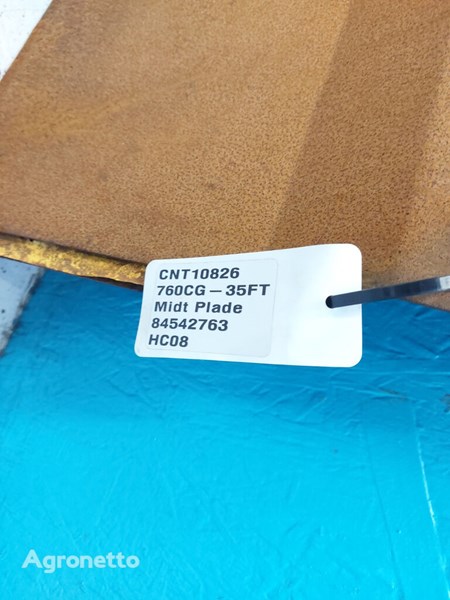 CNT10826
760CG – 35FT
Midt Plade
84542763
HC08
Agronetto